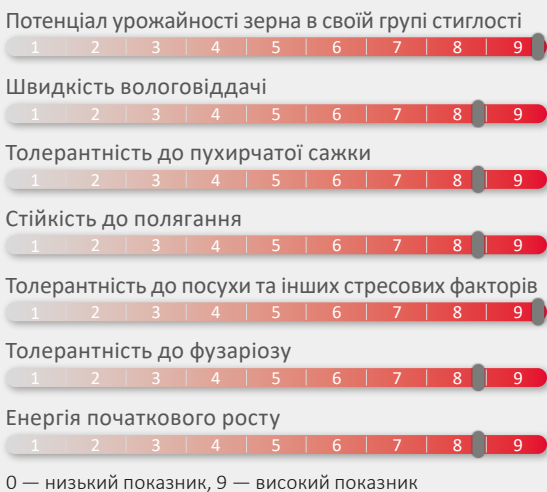 Потенціал урожайності зерна в своїй групі стиглості
1 2 3 4 5 6 7 8 9
Швидкість вологовіддачі
1 2 3 4 5 6 7 8 9
Толерантність до пухирчатої сажки
1 2 3 4 5 6 7 8 9
Стійкість до полягання
1 2 3 4 5 6 7 8 9
Толерантність до посухи та інших стресових факторів
1 2 3 4 5 6 7 8 9
Толерантність до фузаріозу
1 2 3 4 5 6 7 8 9
Енергія початкового росту
1 2 3 4 5 6 7 8 9
0 — низький показник, 9 — високий показник